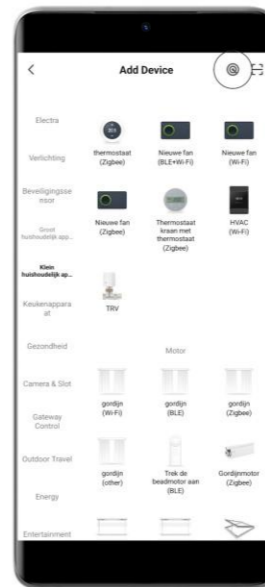 Add Device
Electra
Verlichting
Beveiligingsse
nsor
Groot
huishoudelijk app...
Klein
huishoudelijk ap...
Keukenappara
at
Gezondheid
Camera & Slot
Gateway
Control
Outdoor Travel
Energy
Entertainment
thermostaat
(Zigbee)
Nieuwe fan
(BLE+Wi-Fi)
Nieuwe fan
(Wi-Fi)
Nieuwe fan
(Zigbee)
Thermostaat
kraan met
thermostaat
(Zigbee)
HVAC
(Wi-Fi)
TRV
Motor
gordijn
(Wi-Fi)
gordijn
(BLE)
gordijn
(Zigbee)
gordijn
(other)
Trek de
beadmotor aan
(BLE)
Gordijnmotor
(Zigbee)